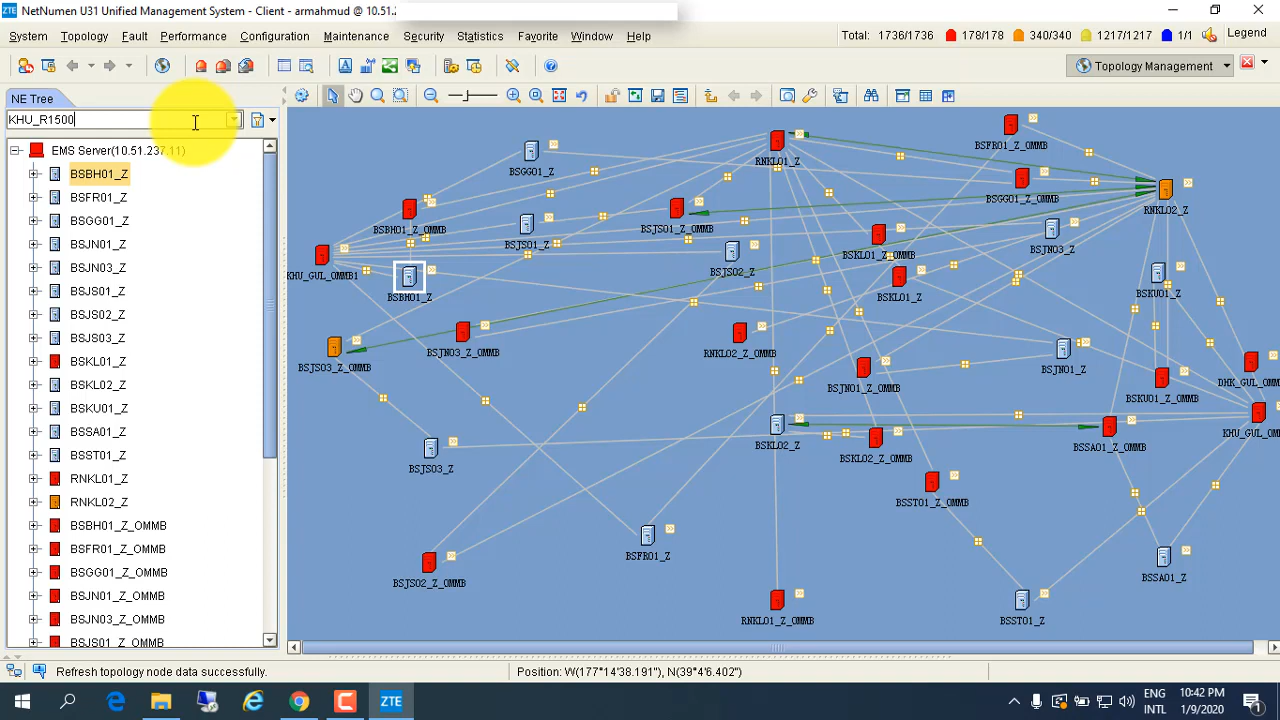 ZTE NetNumen U31 Unified Management System - Client - armahmud @ 10.51.2
System Topology Fault Performance Configuration Maintenance Security Statistics Favorite Window Help
Total: 1736/1736 178/178 340/340 1217/1217 1/1 Legend
Topology Management
NE Tree
KHU_R1500
EMS Server(10.51.237.11)
BSBH01_Z
BSFR01_Z
BSGG01_Z
BSJN01_Z
BSJN03_Z
BSJS01_Z
BSJS02_Z
BSJS03_Z
BSKL01_Z
BSKL02_Z
BSKU01_Z
BSSA01_Z
BSST01_Z
RNKL01_Z
RNKL02_Z
BSBH01_Z_OMMB
BSFR01_Z_OMMB
BSGG01_Z_OMMB
BSJN01_Z_OMMB
BSJN03_Z_OMMB
BSJS01_Z_OMMB
RNKL01_Z
BSFR01_Z_OMMB
BSGG01_Z
BSGG01_Z_OMMB
RNKL02_Z
BSBH01_Z_OMMB
BSJS01_Z
BSJS01_Z_OMMB
BSKL01_Z_OMMB
BSJN03_Z
KHU_GUL_OMMB1
BSBH01_Z
BSJS02_Z
BSKL01_Z
BSKU01_Z
BSJS03_Z_OMMB
BSJN03_Z_OMMB
RNKL02_Z_OMMB
BSJN01_Z_OMMB
BSJN01_Z
BSKU01_Z_OMMB
DHK_GUL_OMM
BSJS03_Z
BSKL02_Z
BSKL02_Z_OMMB
BSSA01_Z_OMMB
KHU_GUL_OMM
BSST01_Z_OMMB
BSFR01_Z
BSJS02_Z_OMMB
BSSA01_Z
RNKL01_Z_OMMB
BSST01_Z
Refresh topology node data successfully.
Position: W(177°14'38.191"), N(39°4'6.402")
ZTE
ENG 10:42 PM
INTL 1/9/2020
1